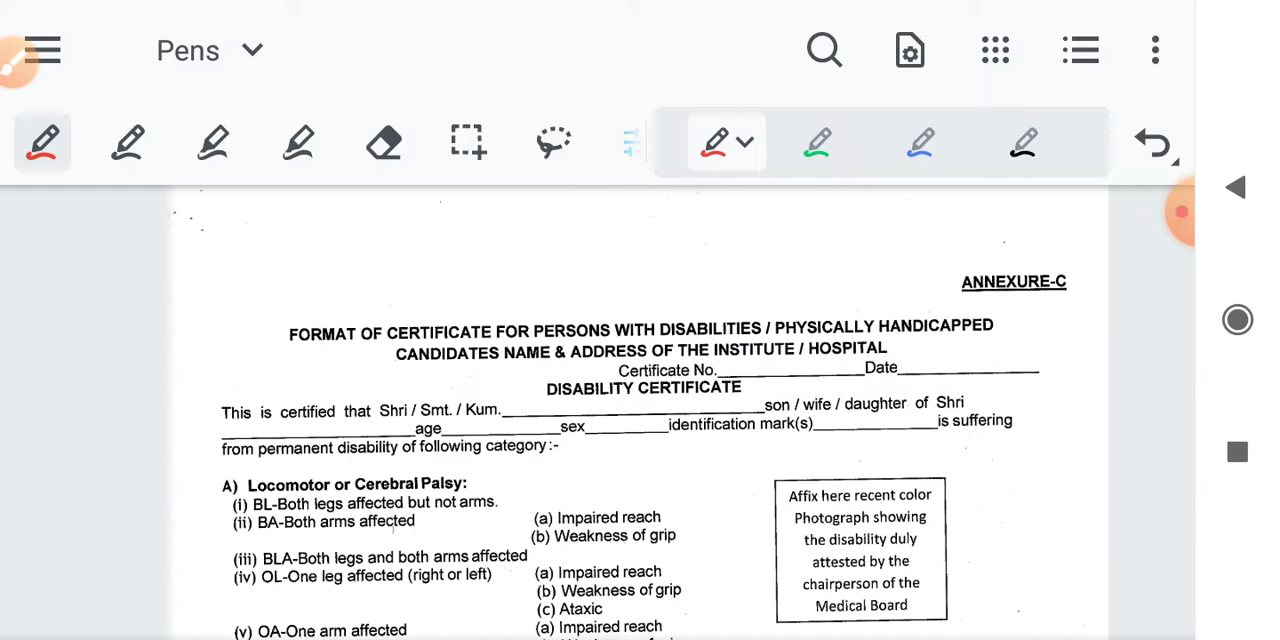 Pens
ANNEXURE-C
FORMAT OF CERTIFICATE FOR PERSONS WITH DISABILITIES / PHYSICALLY HANDICAPPED
CANDIDATES NAME & ADDRESS OF THE INSTITUTE / HOSPITAL
Certificate No.________________Date________________
DISABILITY CERTIFICATE
This is certified that Shri / Smt. / Kum.______________________________son / wife / daughter of Shri
______________________age______________sex__________identification mark(s)______________is suffering
from permanent disability of following category:-
A) Locomotor or Cerebral Palsy:
(i) BL-Both legs affected but not arms.
(ii) BA-Both arms affected (a) Impaired reach
(b) Weakness of grip
(iii) BLA-Both legs and both arms affected
(iv) OL-One leg affected (right or left) (a) Impaired reach
(b) Weakness of grip
(c) Ataxic
(v) OA-One arm affected (a) Impaired reach
Affix here recent color
Photograph showing
the disability duly
attested by the
chairperson of the
Medical Board